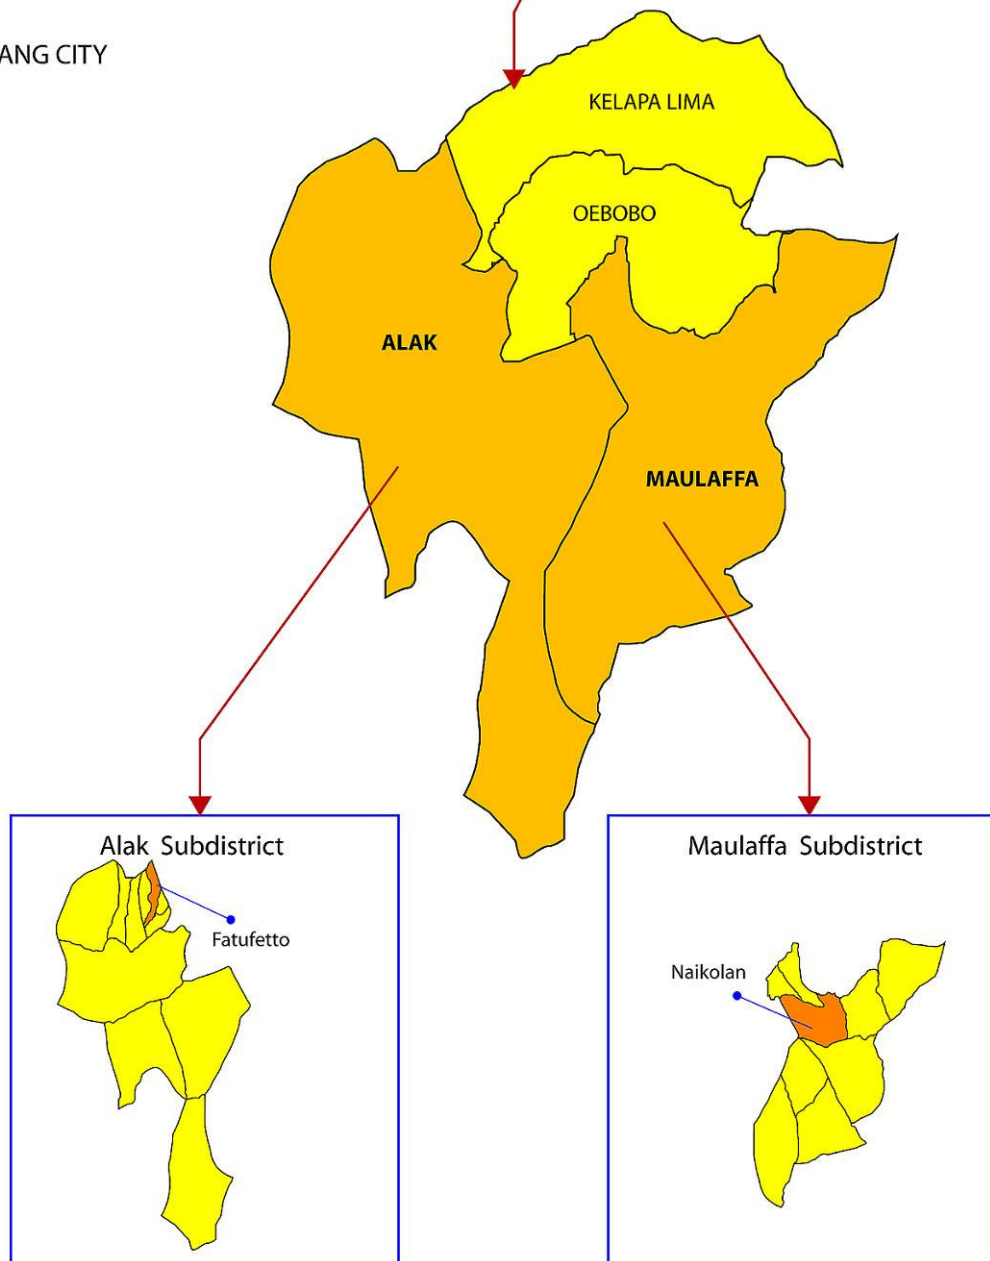 ANG CITY
KELAPA LIMA
OEBOBO
ALAK
MAULAFFA
Alak Subdistrict
Fatufetto
Maulaffa Subdistrict
Naikolan